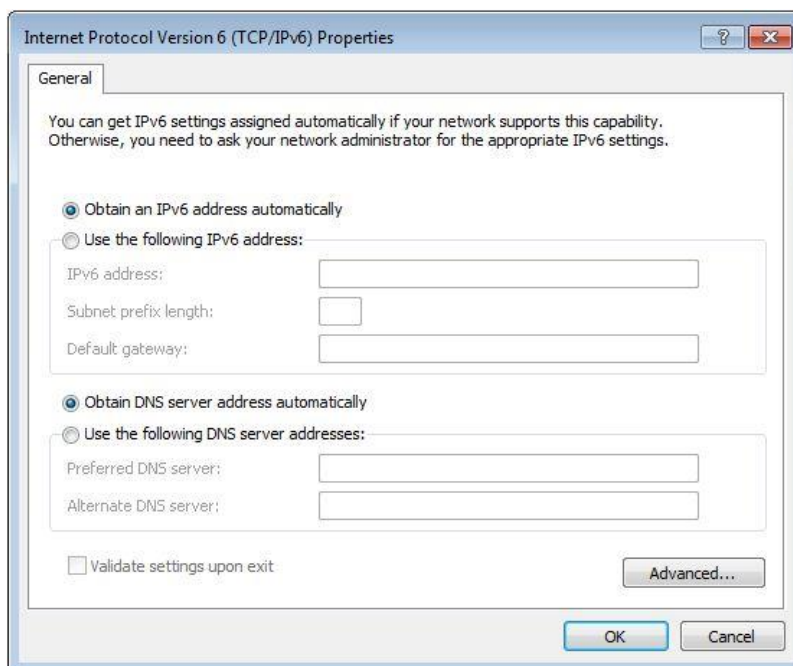 Internet Protocol Version 6 (TCP/IPv6) Properties
?
General
You can get IPv6 settings assigned automatically if your network supports this capability.
Otherwise, you need to ask your network administrator for the appropriate IPv6 settings.
Obtain an IPv6 address automatically
Use the following IPv6 address:
IPv6 address:
Subnet prefix length:
Default gateway:
Obtain DNS server address automatically
Use the following DNS server addresses:
Preferred DNS server:
Alternate DNS server:
Validate settings upon exit
Advanced...
OK
Cancel